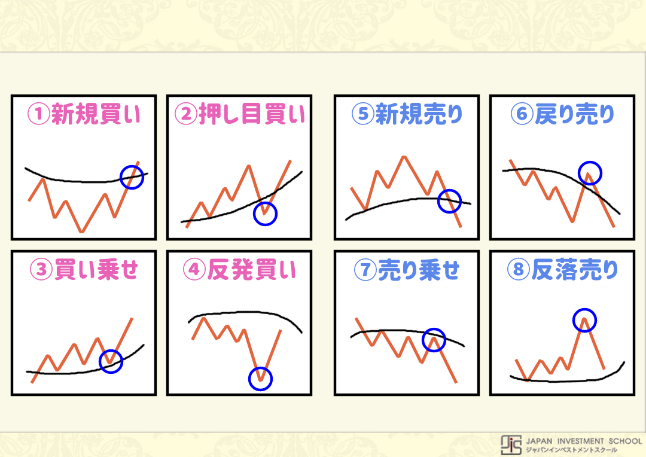 ①新規買い
②押し目買い
⑤新規売り
⑥戻り売り
③買い乗せ
④反発買い
⑦売り乗せ
⑧反落売り
JIS JAPAN INVESTMENT SCHOOL
ジャパンインベストメントスクール